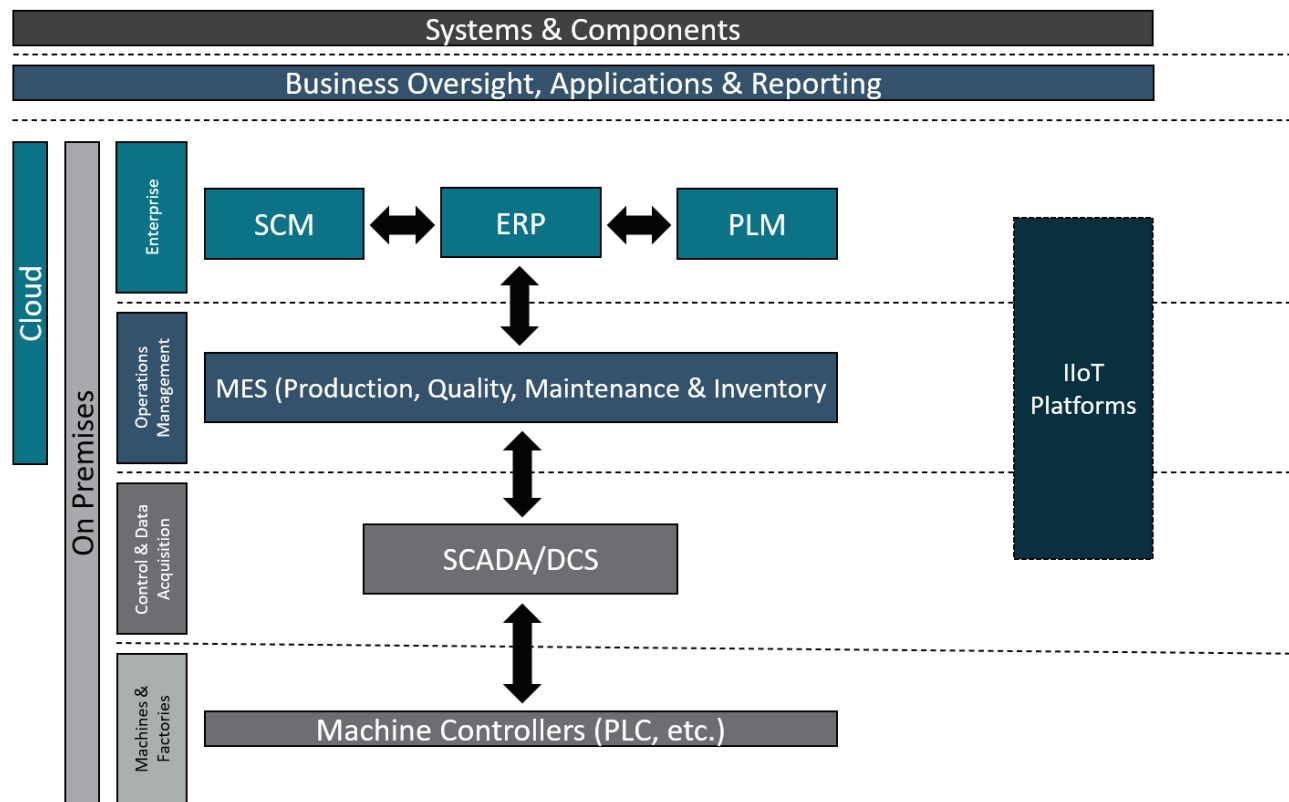 Systems & Components
Business Oversight, Applications & Reporting
Cloud
On Premises
Enterprise
SCM
ERP
PLM
Operations
Management
MES (Production, Quality, Maintenance & Inventory
IIoT
Platforms
Control & Data
Acquisition
SCADA/DCS
Machines &
Factories
Machine Controllers (PLC, etc.)